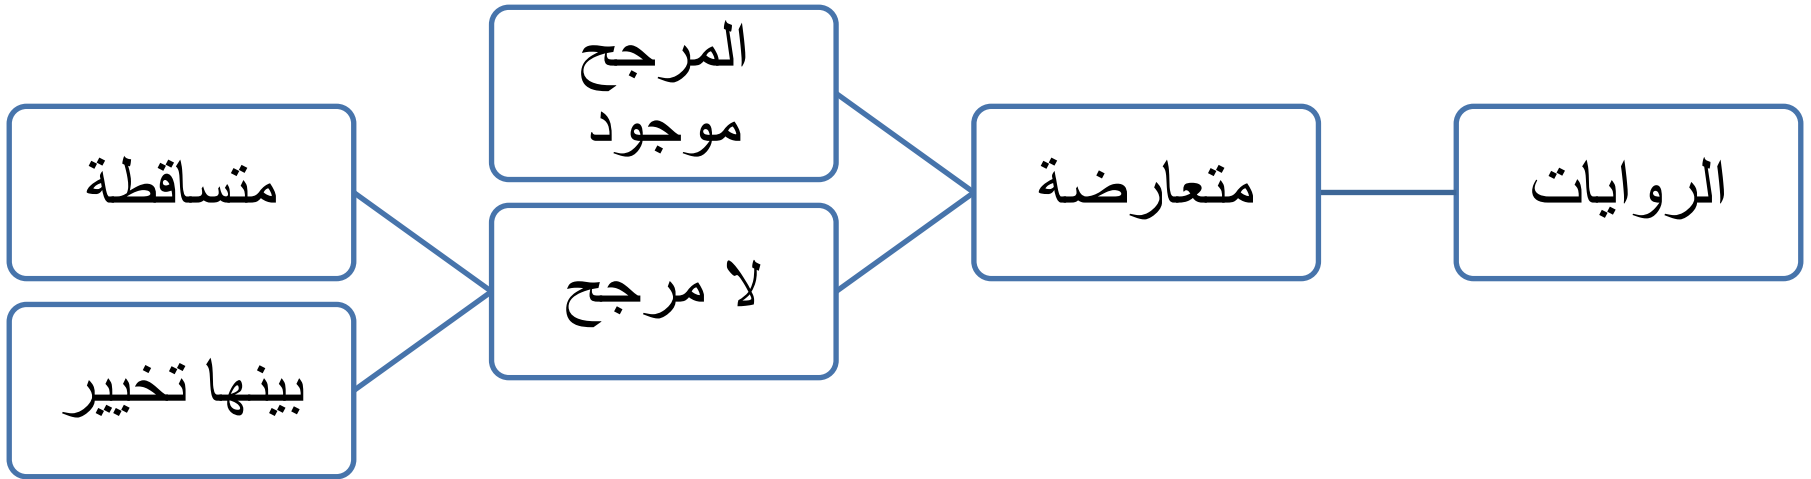 الروايات
متعارضة
المرجح
موجود
لا مرجح
متساقطة
بينها تخيير